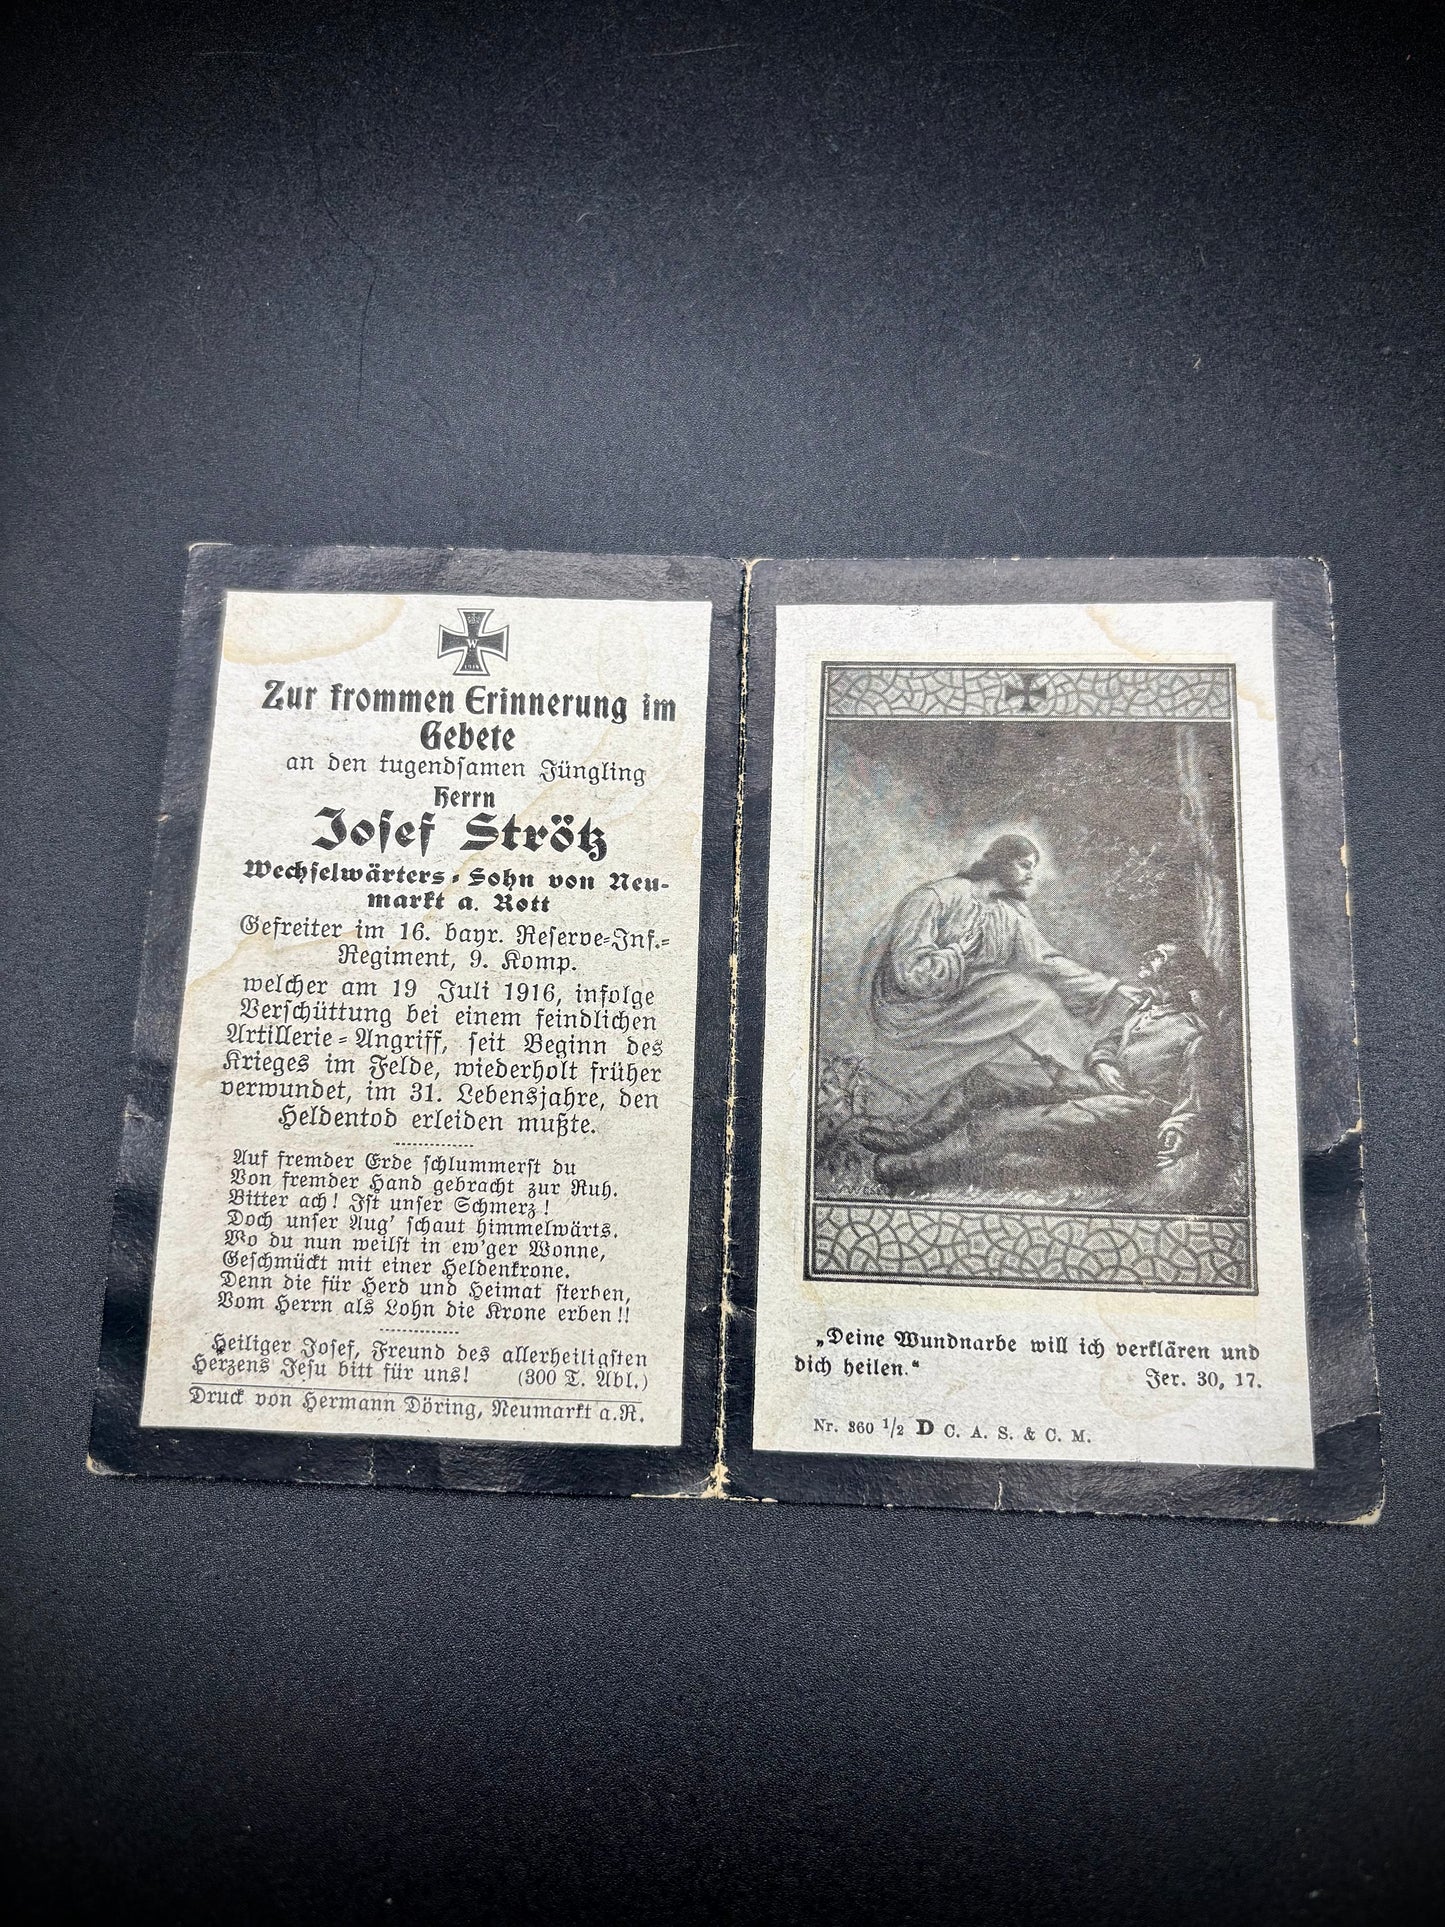 W
1914
Zur frommen Erinnerung im
Gebete
an den tugendsamen Jüngling
Herrn
Josef Strötz
Wechselwärters-Sohn von Neu-
markt a. Rott
Gefreiter im 16. bayr. Reserve-Inf.-
Regiment, 9. Komp.
welcher am 19 Juli 1916, infolge
Verschüttung bei einem feindlichen
Artillerie-Angriff, seit Beginn des
Krieges im Felde, wiederholt früher
verwundet, im 31. Lebensjahre, den
Heldentod erleiden mußte.
Auf fremder Erde schlummerst du
Von fremder Hand gebracht zur Ruh.
Bitter ach! Ist unser Schmerz!
Doch unser Aug' schaut himmelwärts.
Wo du nun weilst in ew'ger Wonne,
Geschmückt mit einer Heldenkrone.
Denn die für Herd und Heimat sterben,
Vom Herrn als Lohn die Krone erben!!
Heiliger Josef, Freund des allerheiligsten
Herzens Jesu bitt für uns! (300 T. Abl.)
Druck von Hermann Döring, Neumarkt a.R.
„Deine Wundnarbe will ich verklären und
dich heilen.“ Jer. 30, 17.
Nr. 360 1/2 D C. A. S. & C. M.